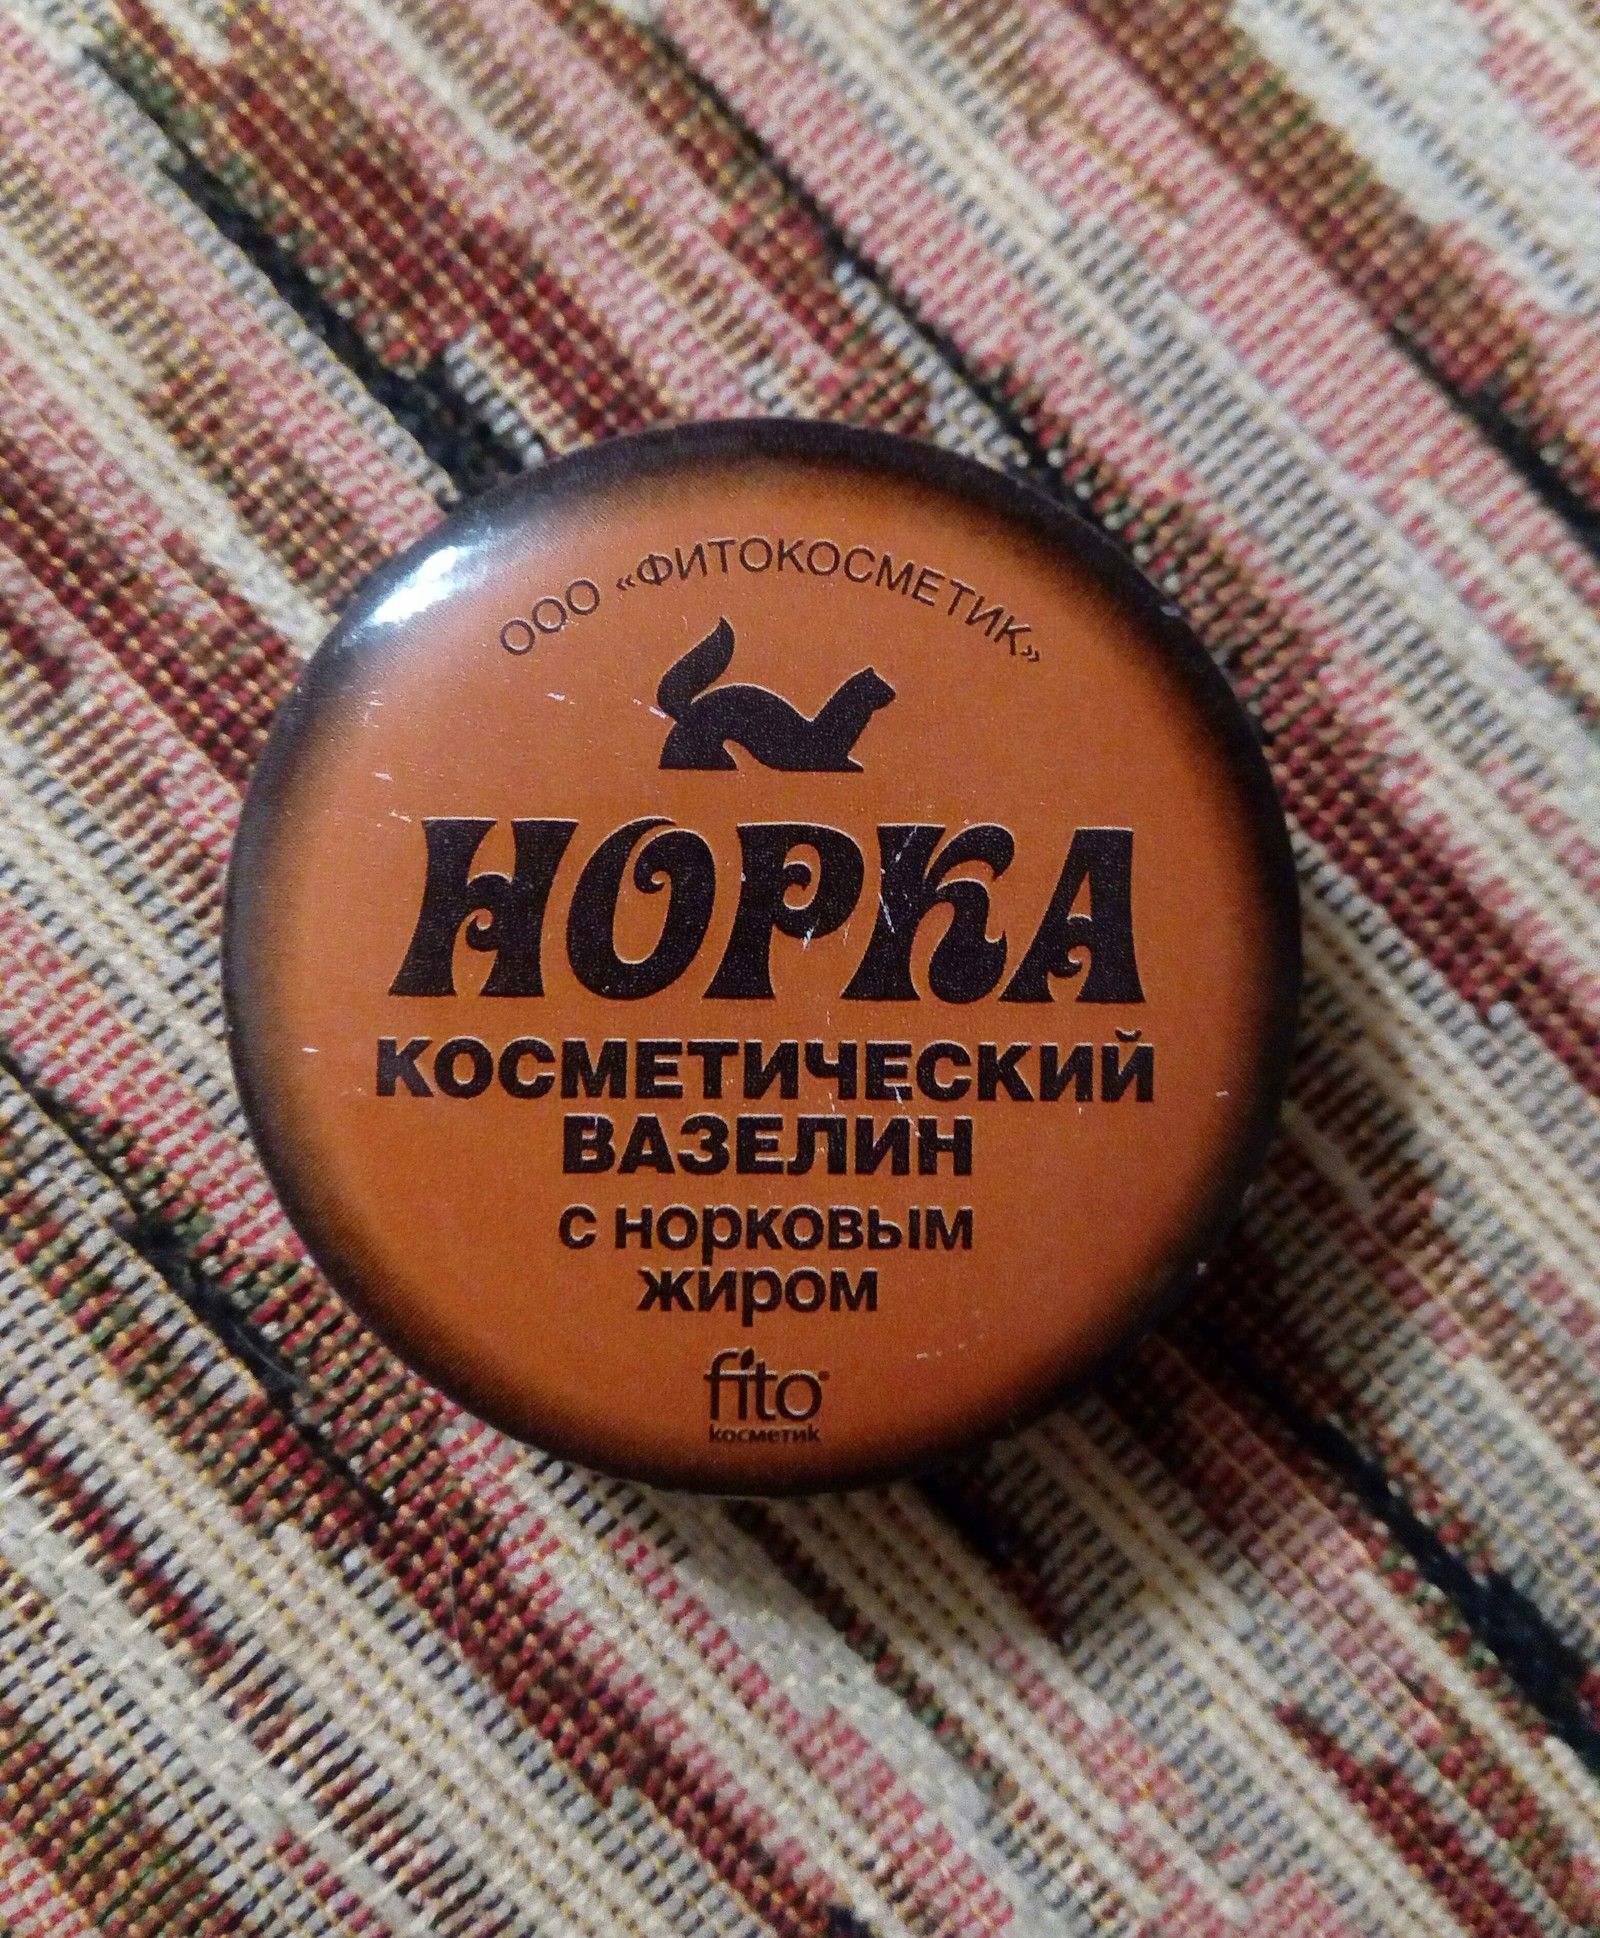 ООО «ФИТОКОСМЕТИК»
НОРКА
КОСМЕТИЧЕСКИЙ
ВАЗЕЛИН
С НОРКОВЫМ
ЖИРОМ
fito
косметик